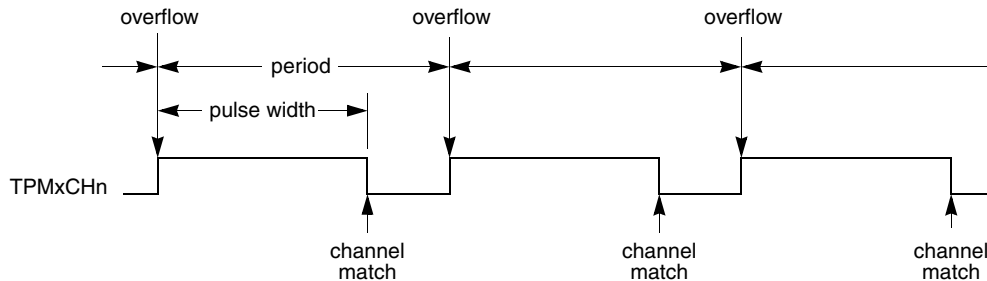 overflow overflow overflow
period
pulse width
TPMxCHn
channel
match
channel
match
channel
match